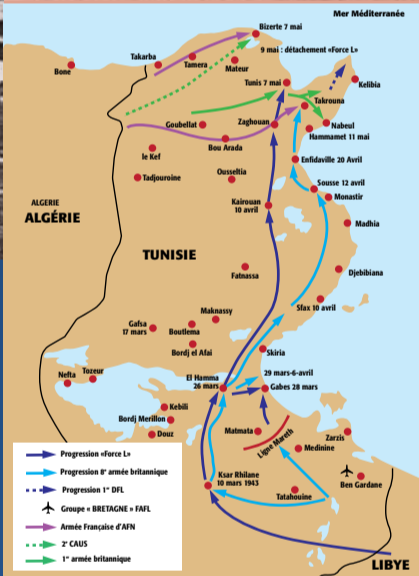 Mer Méditerranée
Bizerte 7 mai
9 mai : détachement «Force L»
Takarba
Tamera
Bone
Mateur
Tunis 7 mai
Kelibia
Takrouna
Goubellat
Zaghouan
Nabeul
Hammamet 11 mai
Bou Arada
le Kef
Enfidaville 20 Avril
Tadjouroine
Ousseltia
Sousse 12 avril
Monastir
ALGERIE
ALGÉRIE
Kairouan
10 avril
Madhia
TUNISIE
Fatnassa
Djebibiana
Maknassy
Sfax 10 avril
Gafsa
17 mars
Boutlema
Bordj el Afai
Skiria
Nefta
Tozeur
El Hamma
26 mars
29 mars-6-avril
Gabes 28 mars
Kebili
Bordj Merillon
Douz
Matmata
Ligne Mareth
Zarzis
Medinine
Ksar Rhilane
10 mars 1943
Tatahouine
Ben Gardane
LIBYE
Progression «Force L»
Progression 8e armée britannique
Progression 1re DFL
Groupe « BRETAGNE » FAFL
Armée Française d'AFN
2e CAUS
1re armée britannique